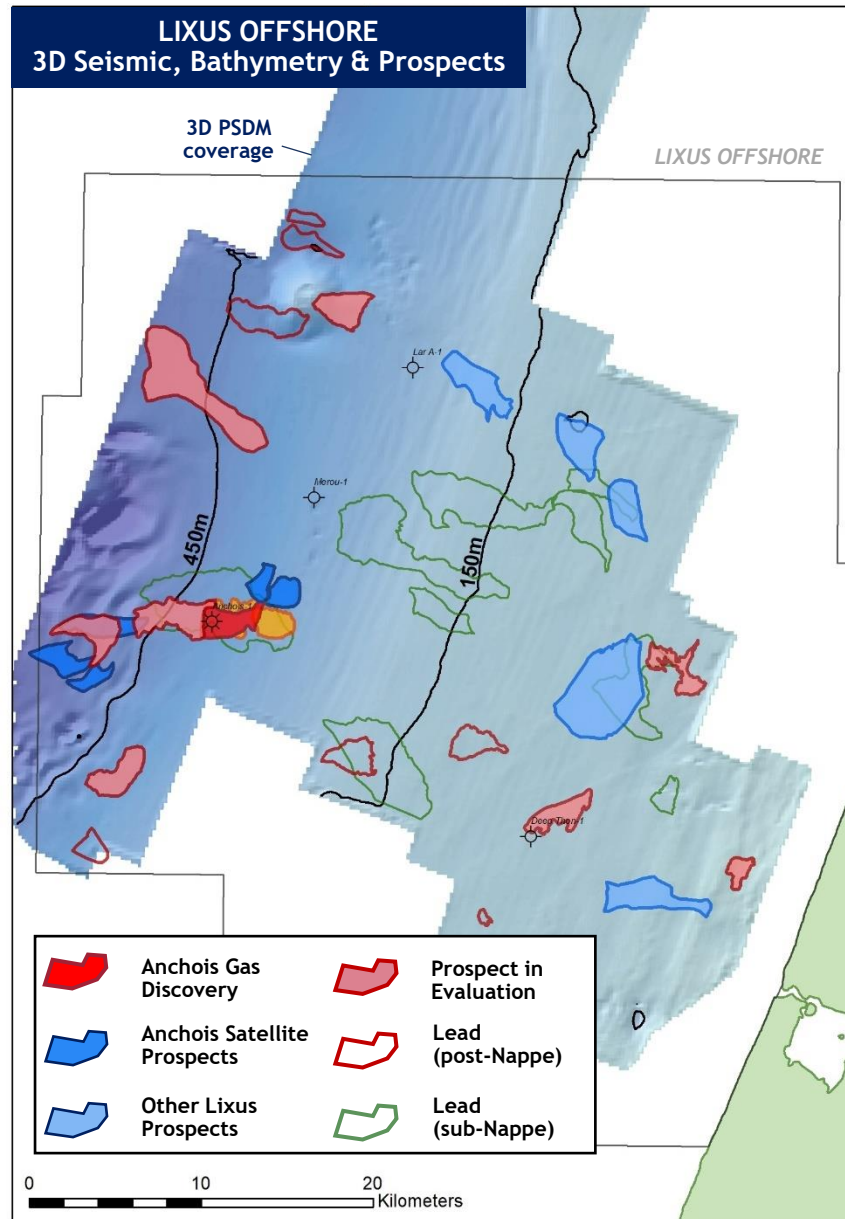 LIXUS OFFSHORE
3D Seismic, Bathymetry & Prospects
3D PSDM
coverage
LIXUS OFFSHORE
Lar A-1
Merou-1
450m
150m
Anchois-1
Deep Thon-1
Anchois Gas
Discovery
Prospect in
Evaluation
Anchois Satellite
Prospects
Lead
(post-Nappe)
Other Lixus
Prospects
Lead
(sub-Nappe)
0 10 20
Kilometers